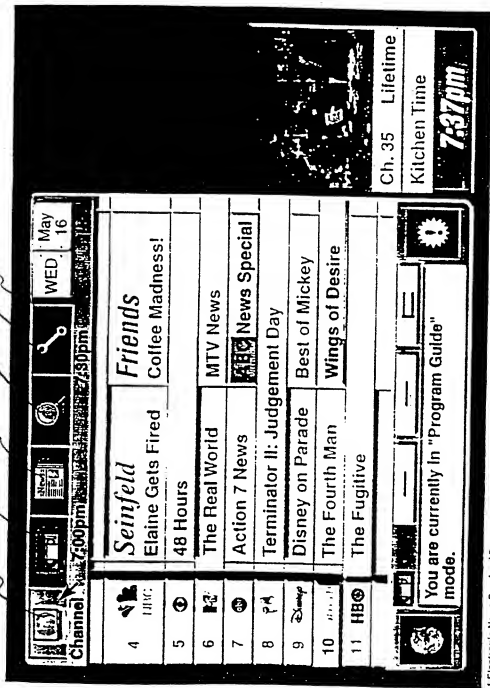 WED. May 16
Channel 7:00pm 7:30pm
4 NBC Seinfeld Friends
Elaine Gets Fired Coffee Madness!
5 48 Hours
6 The Real World MTV News
7 Action 7 News ABC News Special
8 Terminator II: Judgement Day
9 Disney Disney on Parade Best of Mickey
10 The Fourth Man Wings of Desire
11 HBO The Fugitive
You are currently in "Program Guide"
mode.
Ch. 35 Lifetime
Kitchen Time
7:37pm